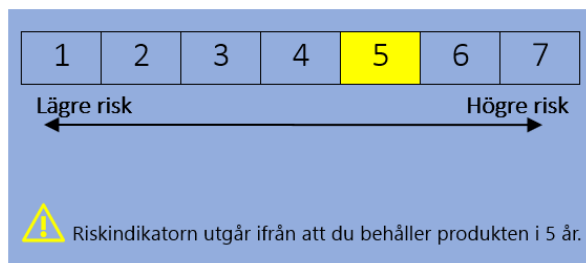 1 2 3 4 5 6 7
Lägre risk Högre risk
Riskindikatorn utgår ifrån att du behåller produkten i 5 år.